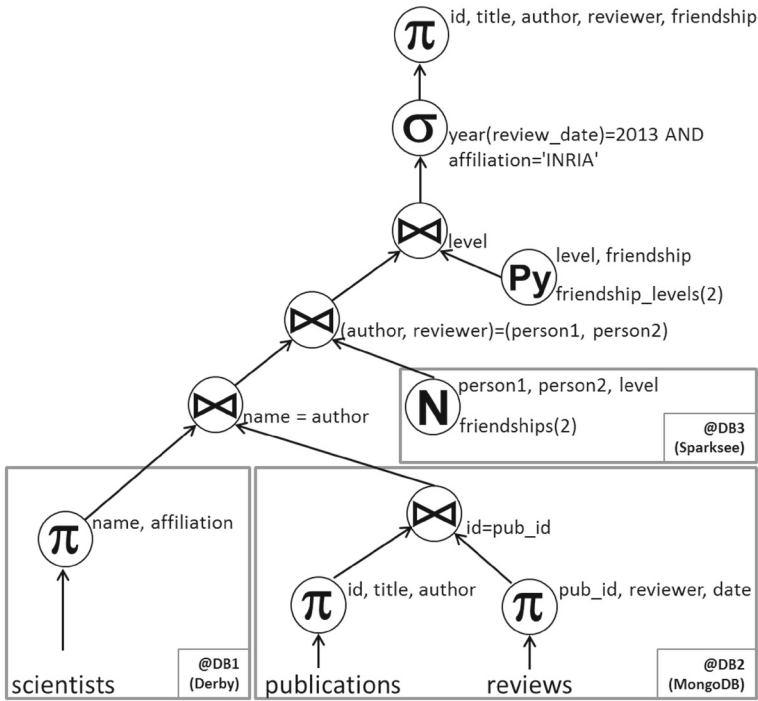 π
id, title, author, reviewer, friendship
σ
year(review_date)=2013 AND
affiliation='INRIA'
⋈
level
Py
level, friendship
friendship_levels(2)
⋈
(author, reviewer)=(person1, person2)
N
person1, person2, level
friendships(2)
@DB3
(Sparksee)
⋈
name = author
π
name, affiliation
scientists
@DB1
(Derby)
⋈
id=pub_id
π
id, title, author
π
pub_id, reviewer, date
publications
reviews
@DB2
(MongoDB)